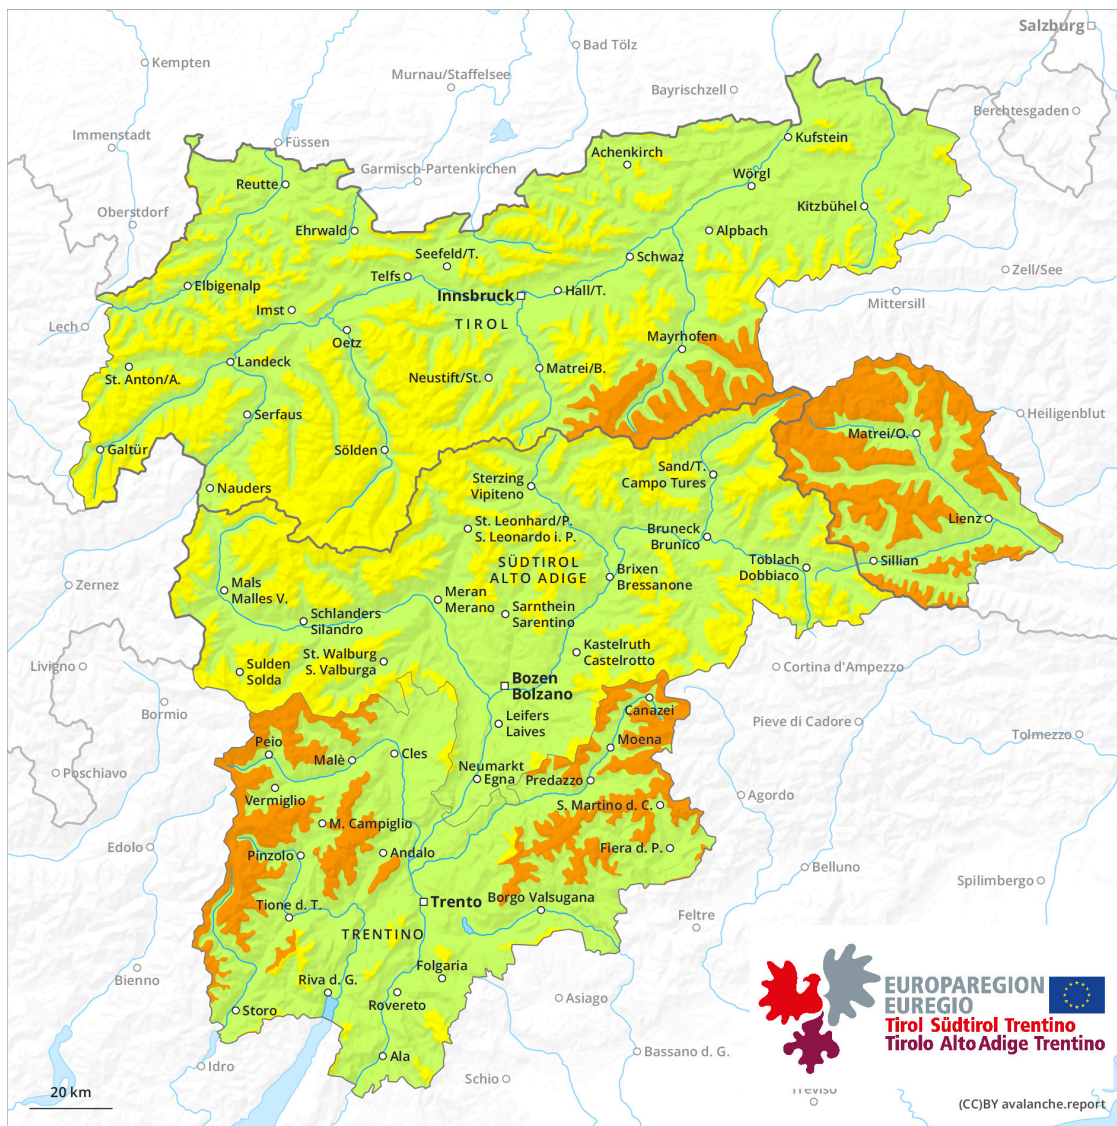 Salzburg
Bad Tölz
Kempten
Murnau/Staffelsee
Bayrischzell
Berchtesgaden
Immenstadt
Füssen
Kufstein
Achenkirch
Garmisch-Partenkirchen
Wörgl
Reutte
Oberstdorf
Kitzbühel
Ehrwald
Alpbach
Seefeld/T.
Schwaz
Zell/See
Telfs
Elbigenalp
Hall/T.
Innsbruck
Mittersill
Imst
TIROL
Lech
Oetz
Mayrhofen
Landeck
Matrei/B.
St. Anton/A.
Neustift/St.
Serfaus
Heiligenblut
Matrei/O.
Galtür
Sölden
Sand/T.
Campo Tures
Sterzing
Vipiteno
Nauders
Lienz
St. Leonhard/P.
S. Leonardo i. P.
Bruneck
Brunico
SÜDTIROL
ALTO ADIGE
Toblach
Dobbiaco
Sillian
Brixen
Bressanone
Zernez
Mals
Malles V.
Meran
Merano
Sarnthein
Sarentino
Schlanders
Silandro
Kastelruth
Castelrotto
St. Walburg
S. Valburga
Livigno
Sulden
Solda
Cortina d'Ampezzo
Bozen
Bolzano
Bormio
Canazei
Leifers
Laives
Pieve di Cadore
Tolmezzo
Peio
Moena
Cles
Malè
Poschiavo
Neumarkt
Egna
Predazzo
Vermiglio
Agordo
S. Martino d. C.
M. Campiglio
Edolo
Pinzolo
Andalo
Fiera d. P.
Belluno
Spilimbergo
Tione d. T.
Trento
Borgo Valsugana
Feltre
TRENTINO
Folgaria
Bienno
Riva d. G.
Rovereto
Asiago
Storo
EUROPAREGION
EUREGIO
Tirol Südtirol Trentino
Tirolo Alto Adige Trentino
Ala
Bassano d. G.
Idro
Schio
Treviso
20 km
(CC)BY avalanche.report